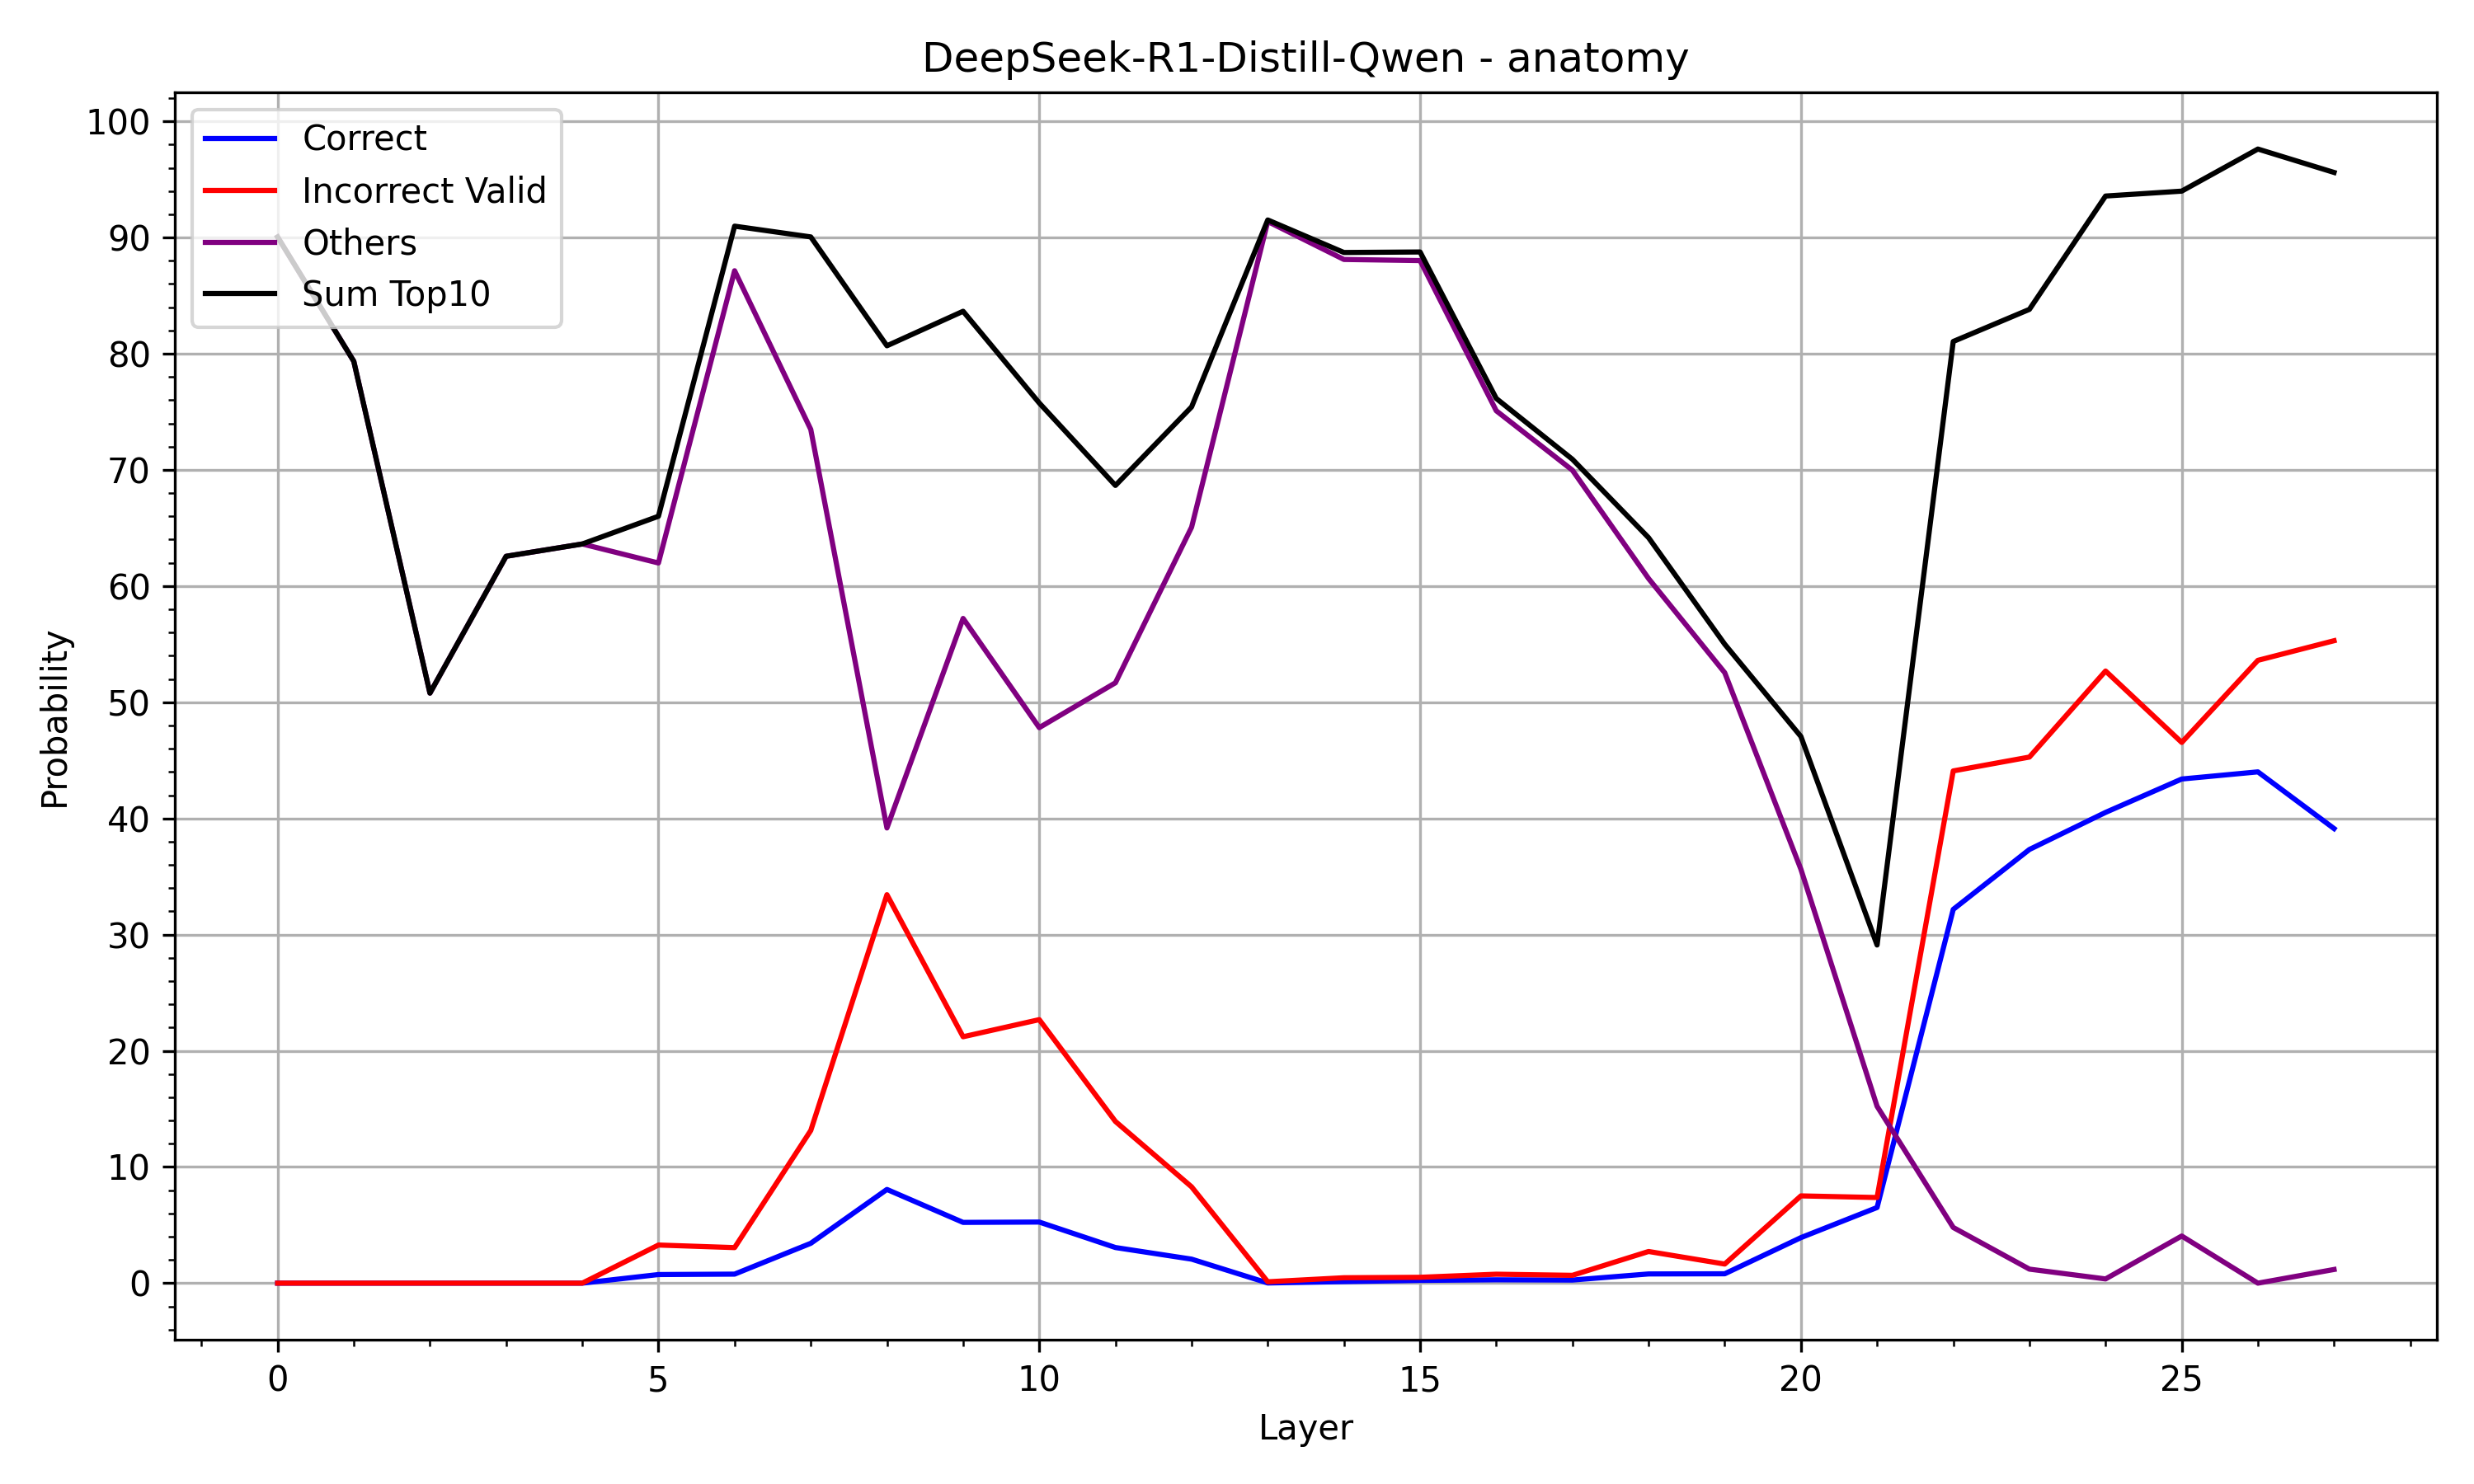 DeepSeek-R1-Distill-Qwen - anatomy
Correct
Incorrect Valid
Others
Sum Top10
Probability
100
90
80
70
60
50
40
30
20
10
0
0 5 10 15 20 25
Layer